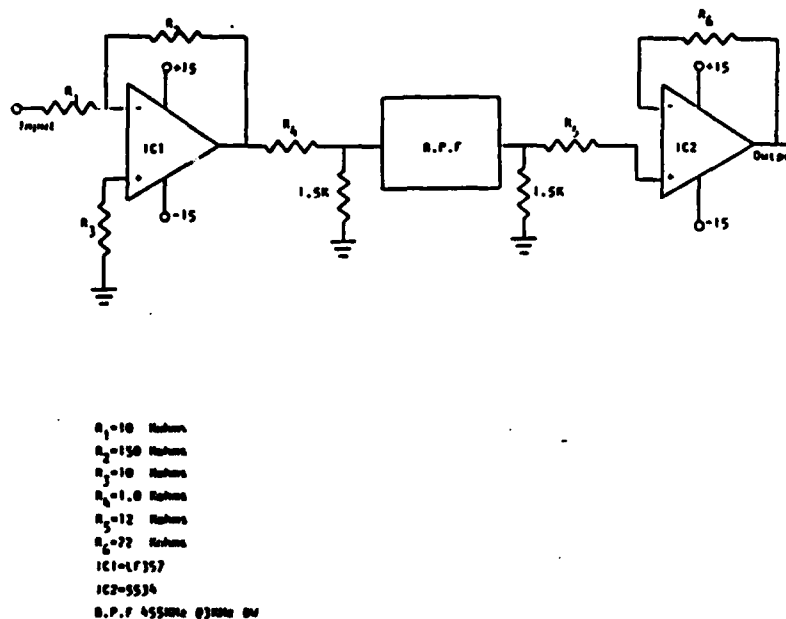 R2
R6
+15
+15
R1
Input
-
IC1
+
R4
B.P.F
R5
-
IC2
+
Output
1.5K
1.5K
R3
-15
-15
R1=10 Kohms
R2=150 Kohms
R3=10 Kohms
R4=1.0 Kohms
R5=12 Kohms
R6=22 Kohms
IC1=LF357
IC2=5534
B.P.F 455KHz @3KHz BW